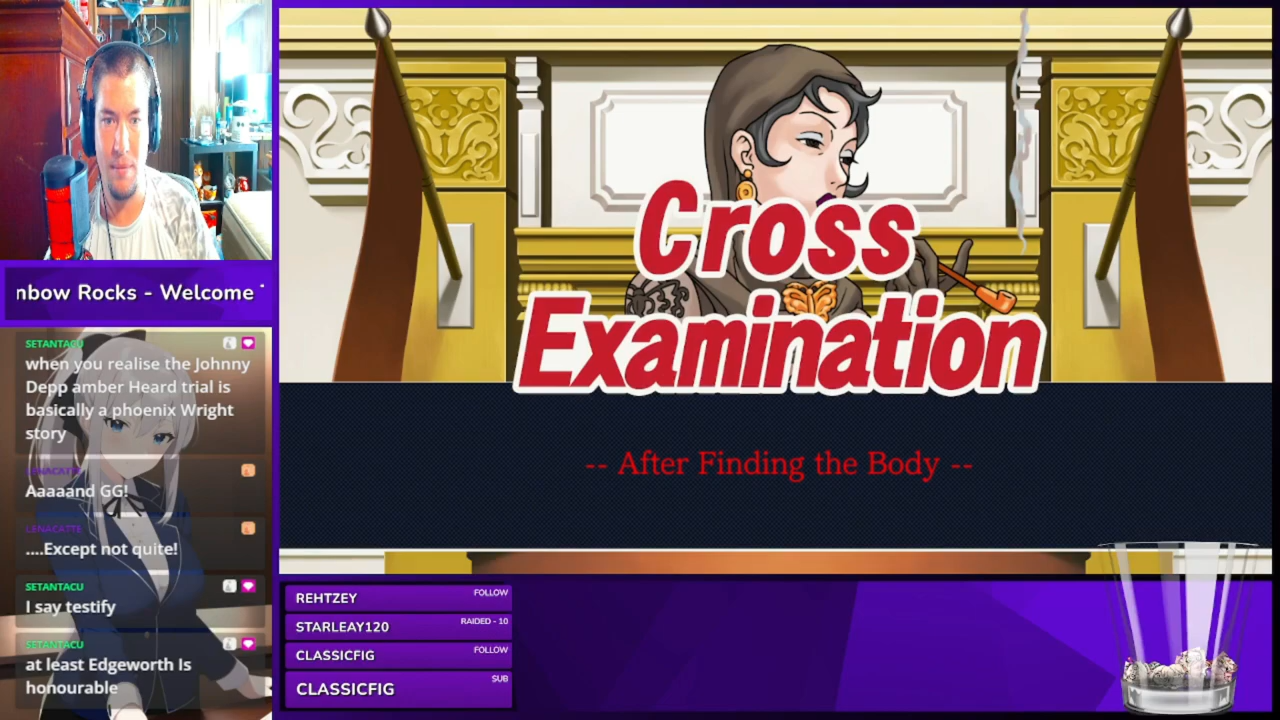 nbow Rocks - Welcome
SETANTACU
when you realise the Johnny
Depp amber Heard trial is
basically a phoenix Wright
story
LENACATTE
Aaaaand GG!
LENACATTE
....Except not quite!
SETANTACU
I say testify
SETANTACU
at least Edgeworth Is
honourable
Cross
Examination
-- After Finding the Body --
REHTZEY FOLLOW
STARLEAY120 RAIDED - 10
CLASSICFIG FOLLOW
CLASSICFIG SUB